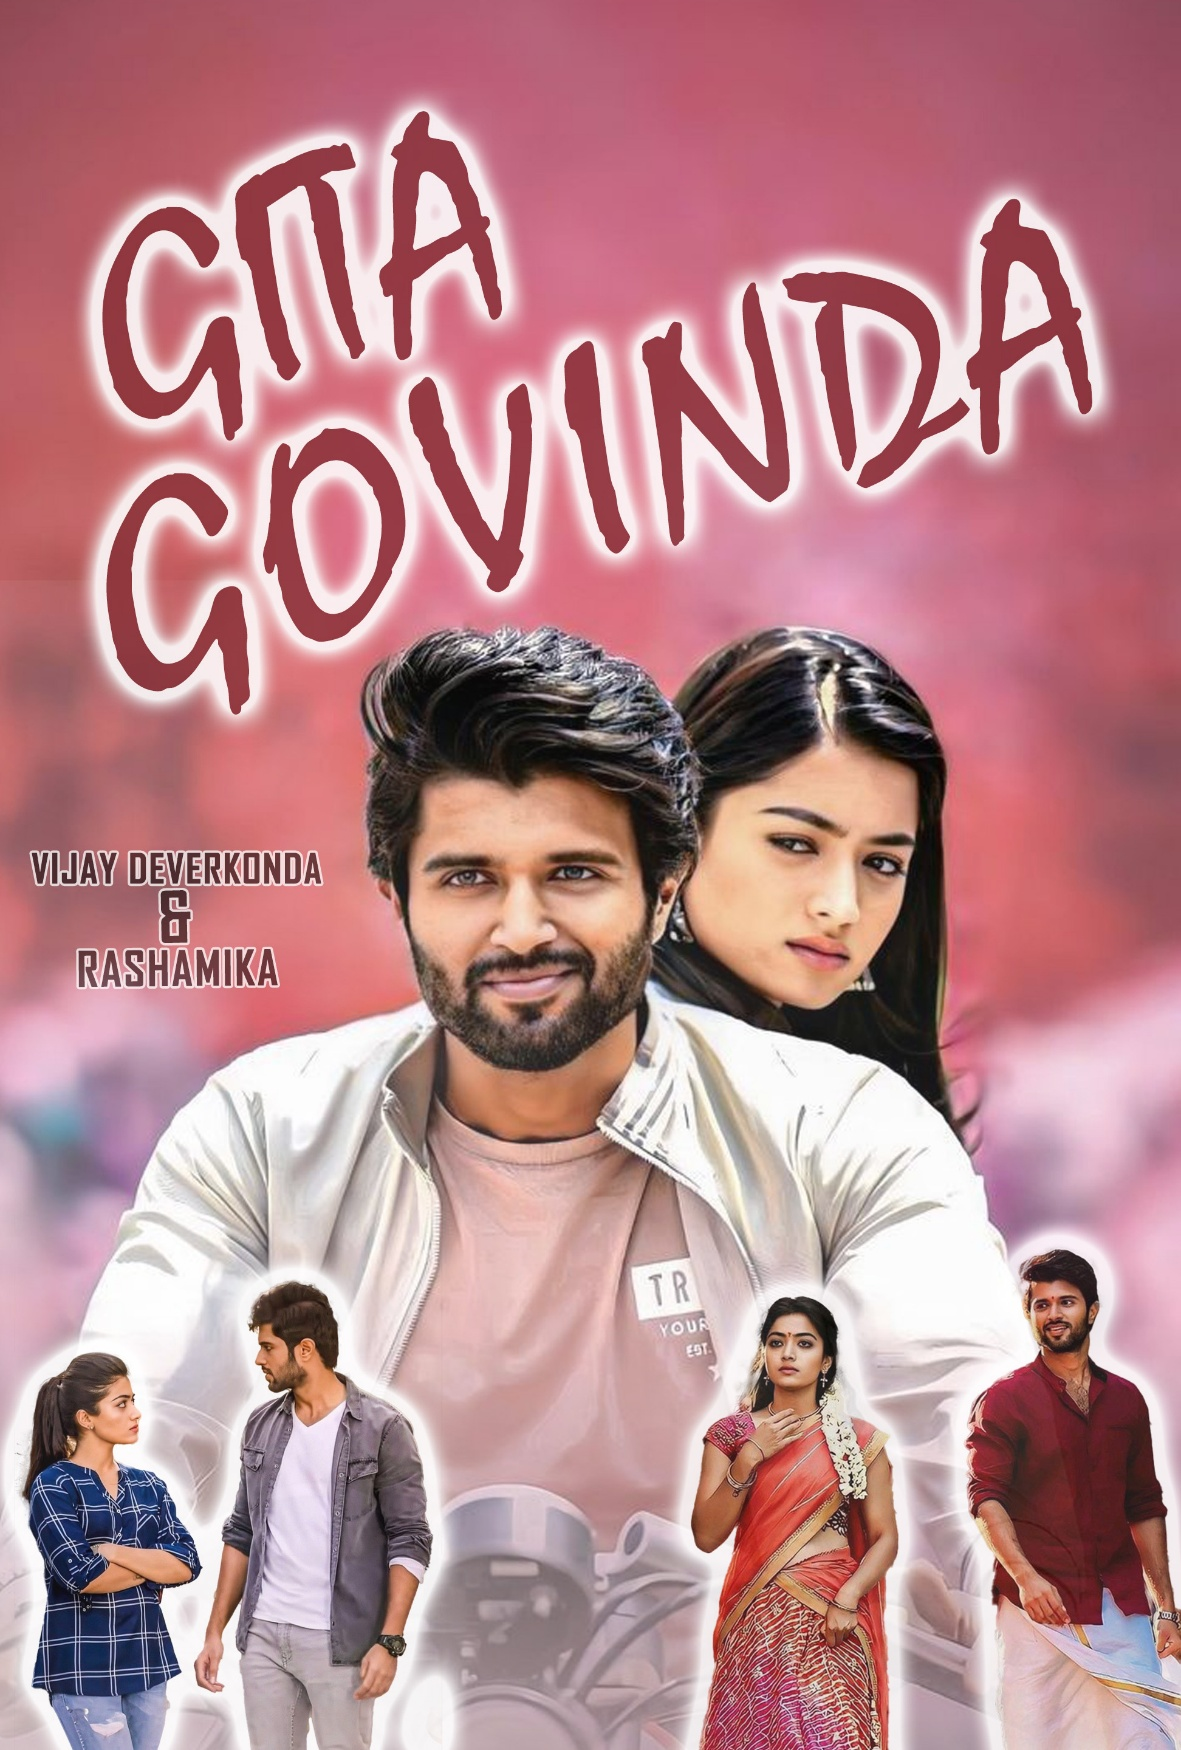 GITA
GOVINDA
VIJAY DEVERKONDA
&
RASHAMIKA
TR
YOUR
EST.